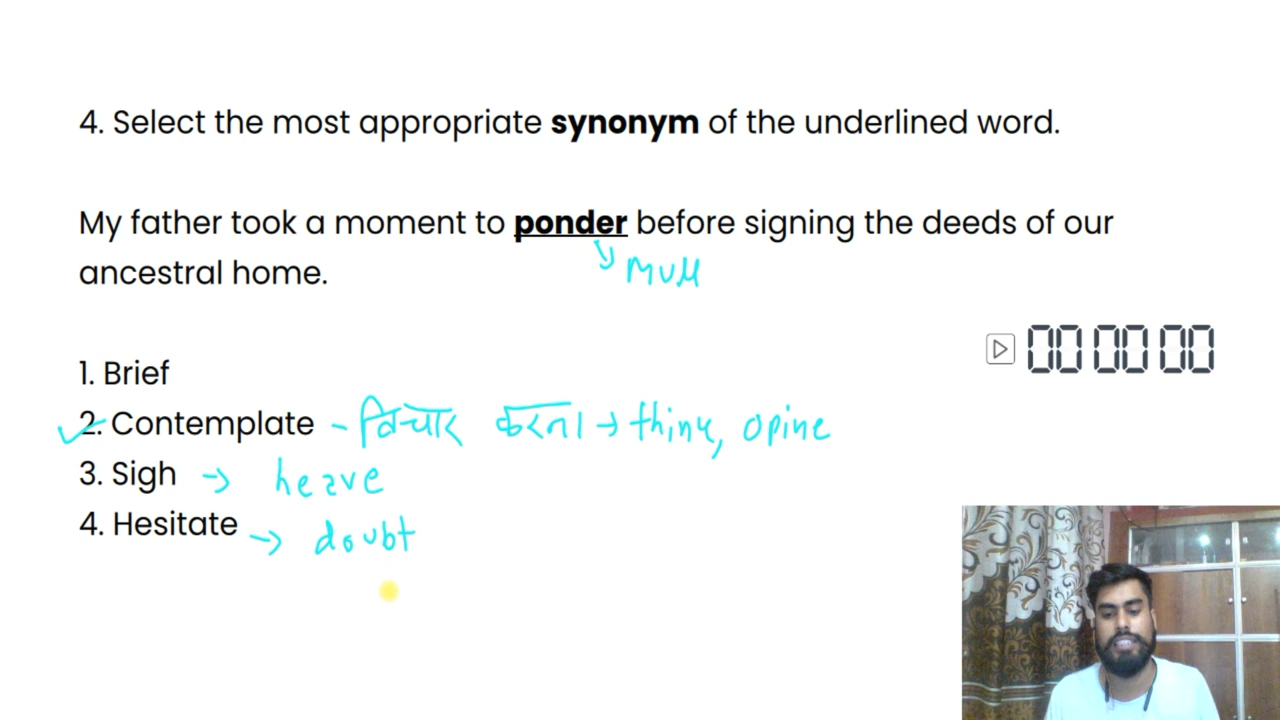 4. Select the most appropriate synonym of the underlined word.
My father took a moment to ponder before signing the deeds of our
mull
ancestral home.
00 00 00
1. Brief
2. Contemplate - विचार करना → think, opine
3. Sigh → heave
4. Hesitate → doubt